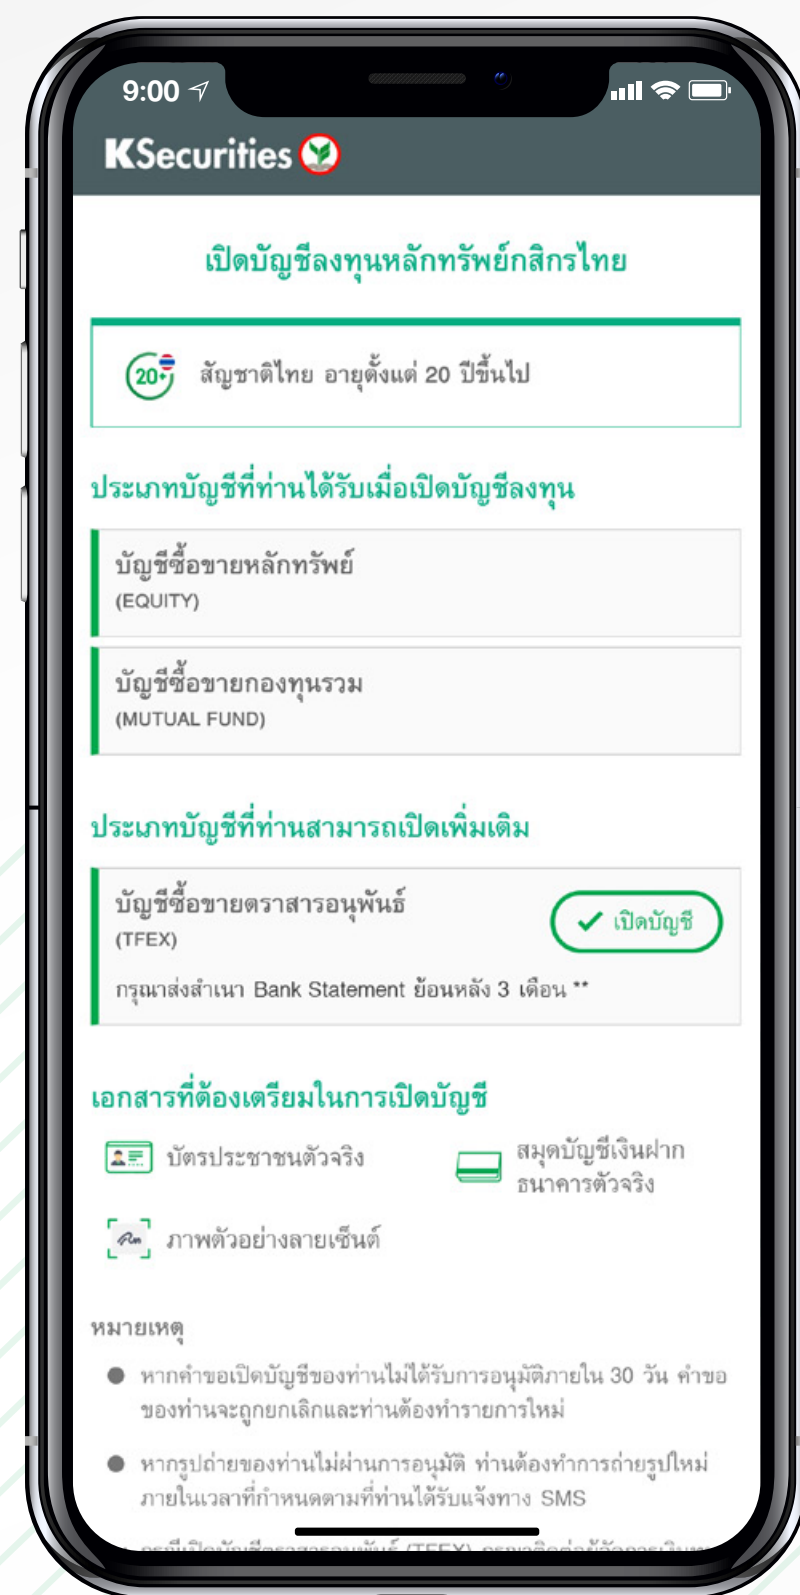 9:00
KSecurities
เปิดบัญชีลงทุนหลักทรัพย์กสิกรไทย
20+ สัญชาติไทย อายุตั้งแต่ 20 ปีขึ้นไป
ประเภทบัญชีที่ท่านได้รับเมื่อเปิดบัญชีลงทุน
บัญชีซื้อขายหลักทรัพย์
(EQUITY)
บัญชีซื้อขายกองทุนรวม
(MUTUAL FUND)
ประเภทบัญชีที่ท่านสามารถเปิดเพิ่มเติม
บัญชีซื้อขายตราสารอนุพันธ์
(TFEX)
เปิดบัญชี
กรุณาส่งสำเนา Bank Statement ย้อนหลัง 3 เดือน **
เอกสารที่ต้องเตรียมในการเปิดบัญชี
บัตรประชาชนตัวจริง
สมุดบัญชีเงินฝาก
ธนาคารตัวจริง
ภาพตัวอย่างลายเซ็นต์
หมายเหตุ
● หากคำขอเปิดบัญชีของท่านไม่ได้รับการอนุมัติภายใน 30 วัน คำขอ
ของท่านจะถูกยกเลิกและท่านต้องทำรายการใหม่
● หากรูปถ่ายของท่านไม่ผ่านการอนุมัติ ท่านต้องทำการถ่ายรูปใหม่
ภายในเวลาที่กำหนดตามที่ท่านได้รับแจ้งทาง SMS